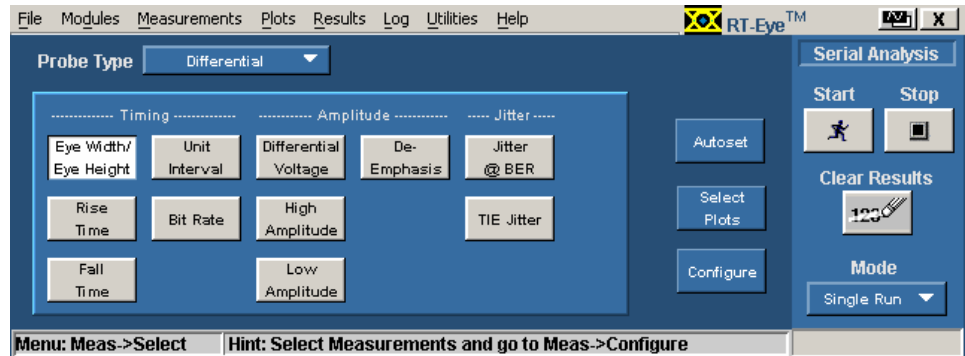 File Modules Measurements Plots Results Log Utilities Help RT-Eye™ X
Probe Type Differential
Serial Analysis
Start Stop
-------------- Timing ------------- ---------- Amplitude ----------- ----- Jitter -----
Eye Width/
Eye Height
Unit
Interval
Differential
Voltage
De-
Emphasis
Jitter
@ BER
Autoset
Rise
Time
Bit Rate
High
Amplitude
TIE Jitter
Select
Plots
Clear Results
123
Fall
Time
Low
Amplitude
Configure
Mode
Single Run
Menu: Meas->Select Hint: Select Measurements and go to Meas->Configure